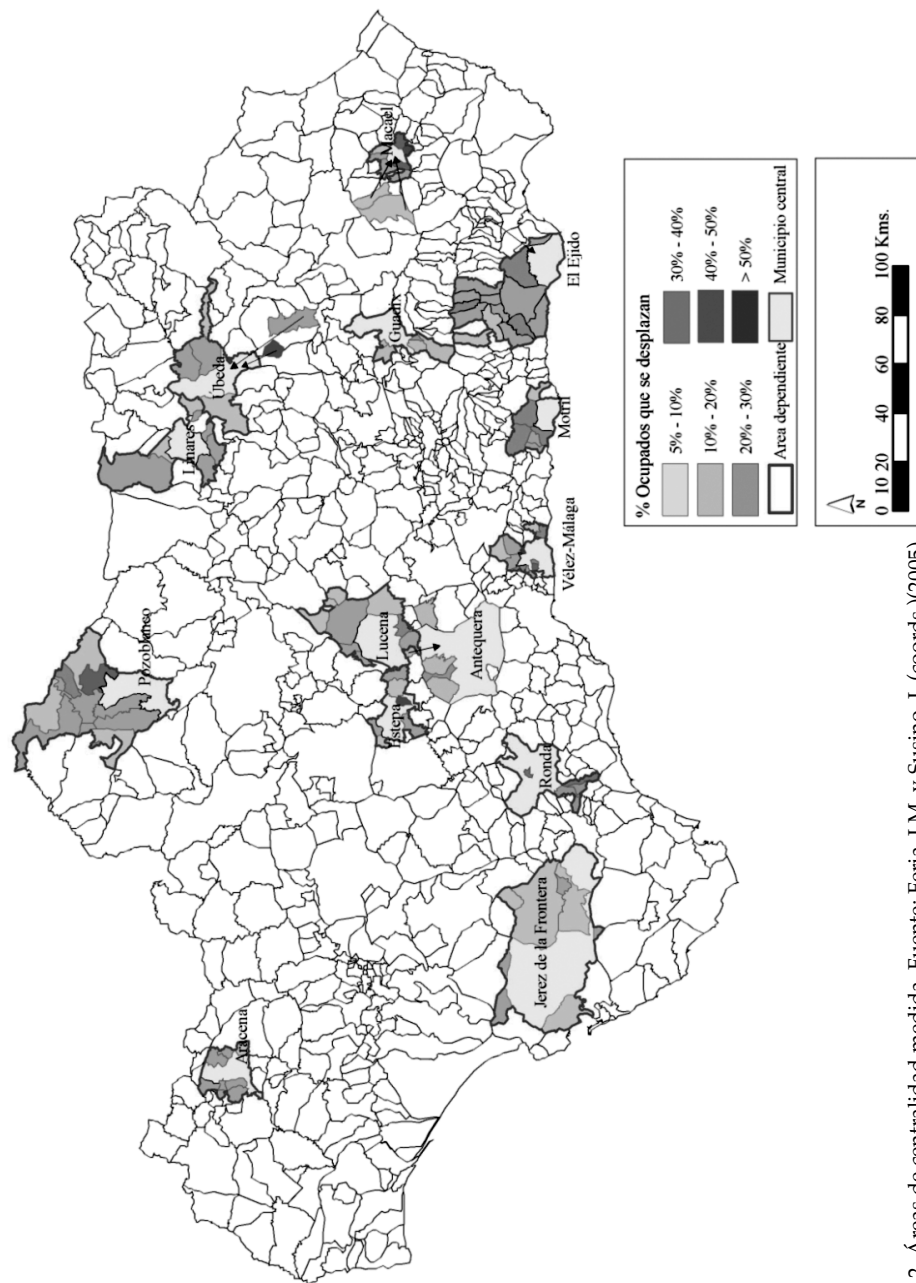 Aracena
Pozoblanco
Linares
Úbeda
Estepa
Lucena
Antequera
Guadix
Macael
Jerez de la Frontera
Ronda
Vélez-Málaga
Motril
El Ejido
% Ocupados que se desplazan
5% - 10%
30% - 40%
10% - 20%
40% - 50%
20% - 30%
> 50%
Area dependiente
Municipio central
N
0 10 20 40 60 80 100 Kms.
2. Áreas de centralidad medida. Fuente: Feria, J.M. y Susino, J. (coords.)(2005)